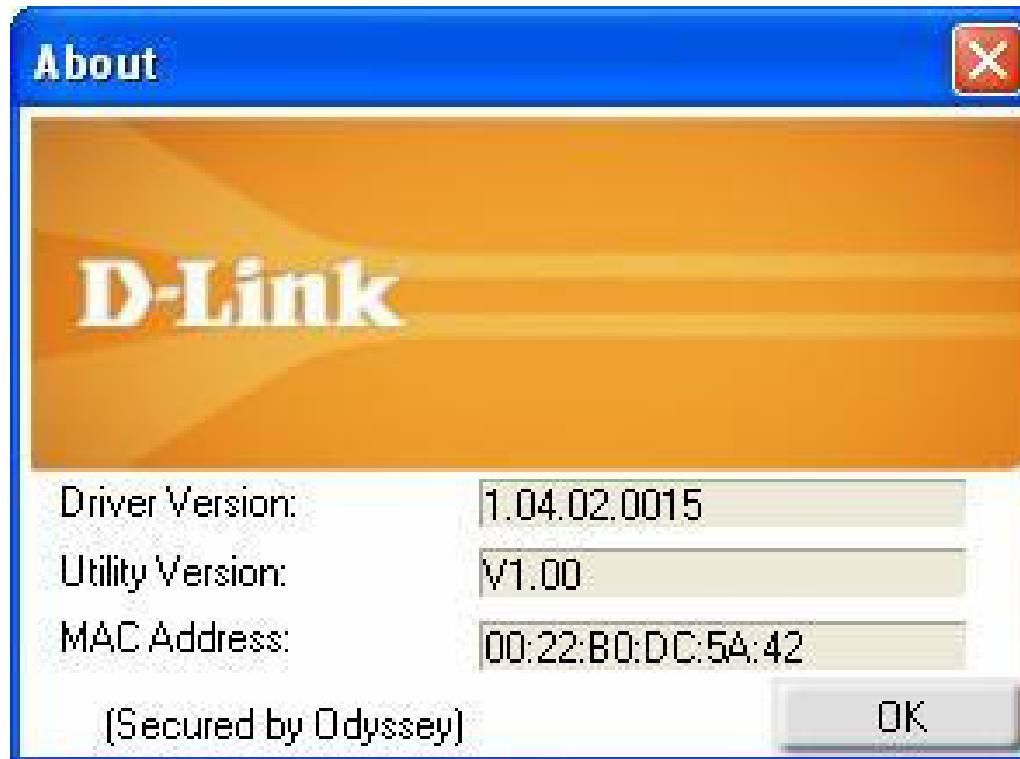 About
D-Link
Driver Version: 1.04.02.0015
Utility Version: V1.00
MAC Address: 00:22:B0:DC:5A:42
(Secured by Odyssey) OK